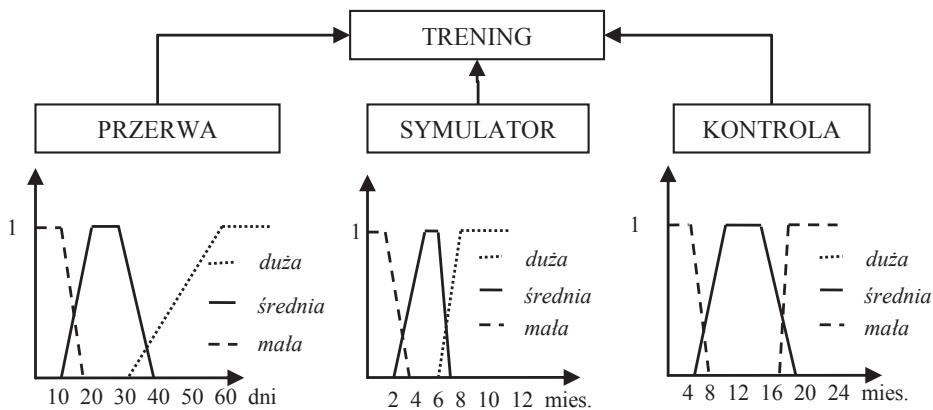 TRENING
PRZERWA
SYMULATOR
KONTROLA
1
duża
średnia
mała
10 20 30 40 50 60 dni
1
duża
średnia
mała
2 4 6 8 10 12 mies.
1
duża
średnia
mała
4 8 12 16 20 24 mies.